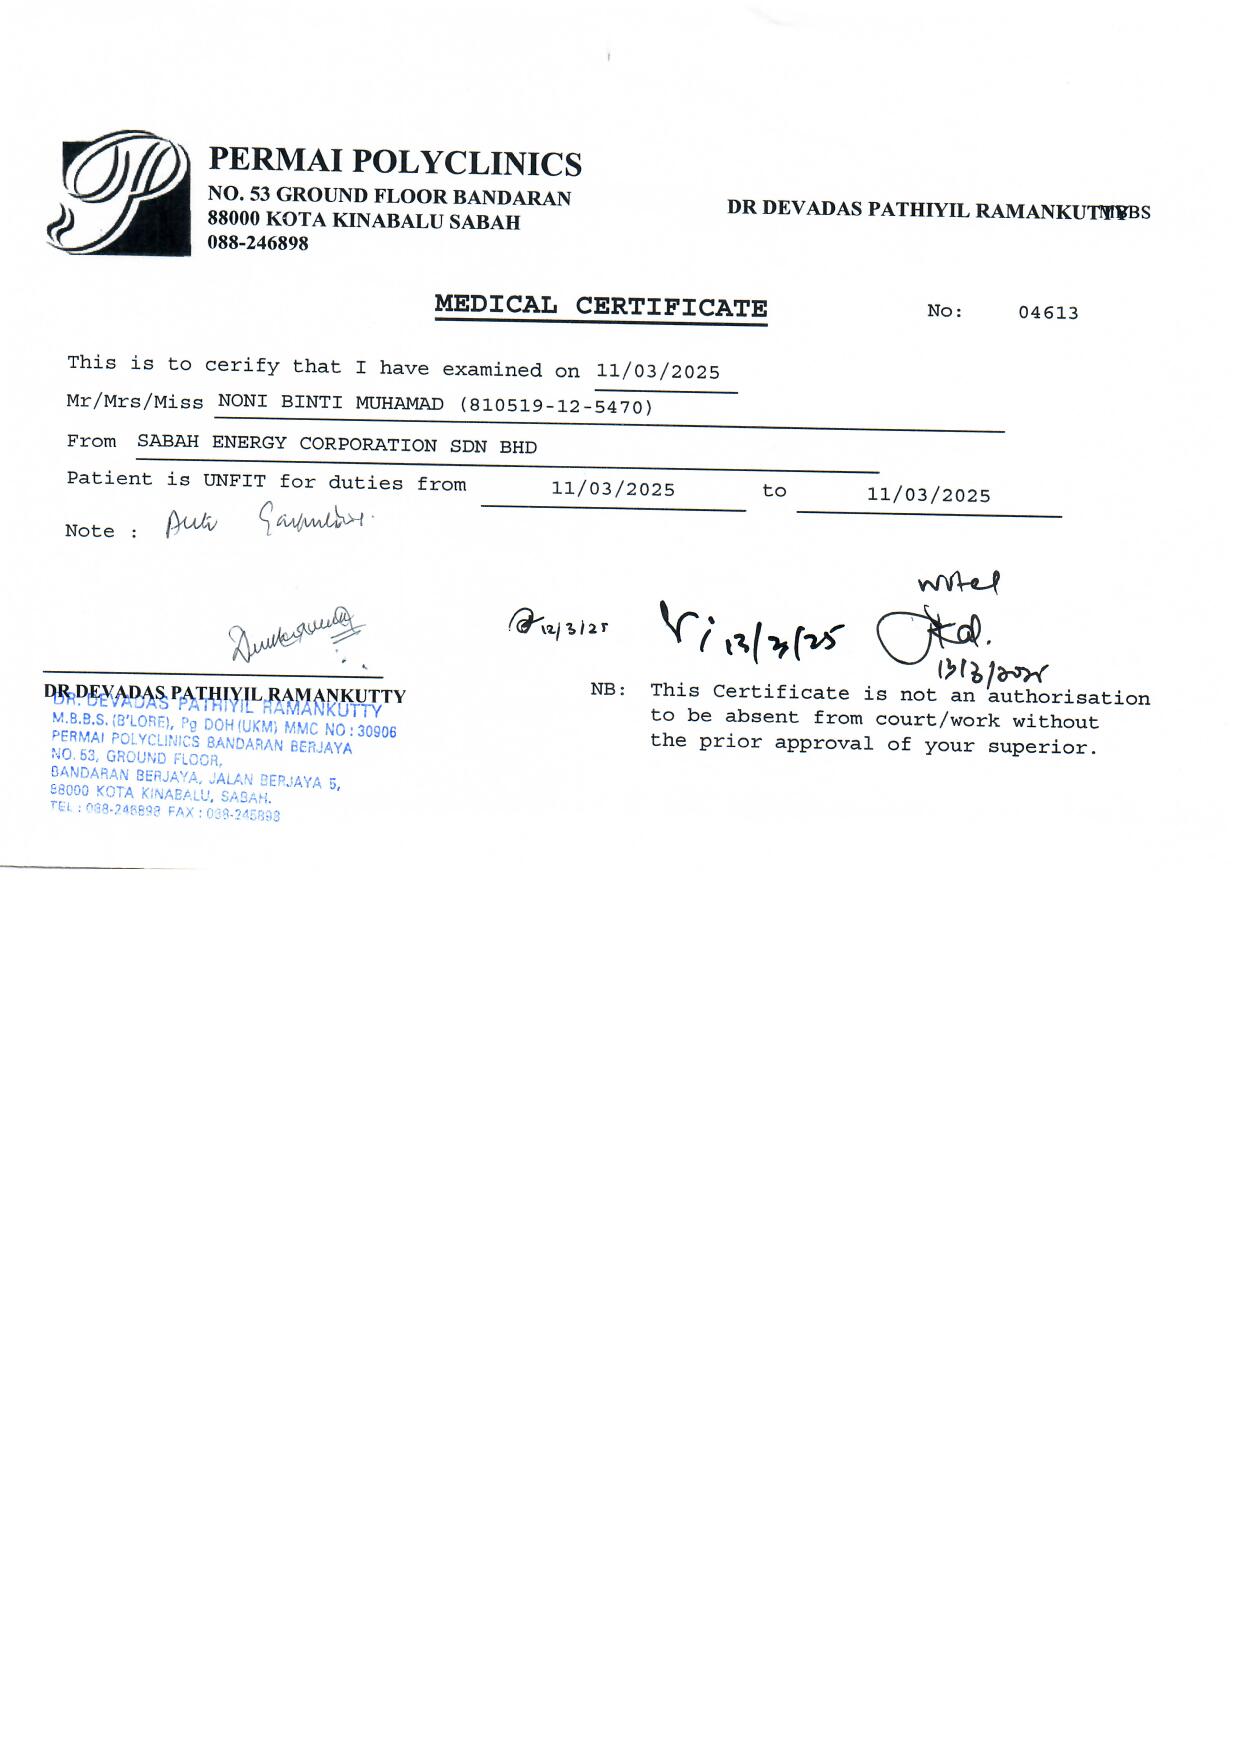 PERMAI POLYCLINICS
NO. 53 GROUND FLOOR BANDARAN
88000 KOTA KINABALU SABAH
088-246898
DR DEVADAS PATHIYIL RAMANKUTTY MBBS
MEDICAL CERTIFICATE
No: 04613
This is to cerify that I have examined on 11/03/2025
Mr/Mrs/Miss NONI BINTI MUHAMAD (810519-12-5470)
From SABAH ENERGY CORPORATION SDN BHD
Patient is UNFIT for duties from 11/03/2025 to 11/03/2025
Note :
noted
12/3/25
13/3/25
13/3/2025
DR DEVADAS PATHIYIL RAMANKUTTY
DR. DEVADAS PATHIYIL RAMANKUTTY
M.B.B.S. (B'LORE), Pg DOH (UKM) MMC NO : 30906
PERMAI POLYCLINICS BANDARAN BERJAYA
NO. 53, GROUND FLOOR,
BANDARAN BERJAYA, JALAN BERJAYA 5,
88000 KOTA KINABALU, SABAH.
TEL : 088-246898 FAX : 088-246898
NB: This Certificate is not an authorisation
to be absent from court/work without
the prior approval of your superior.